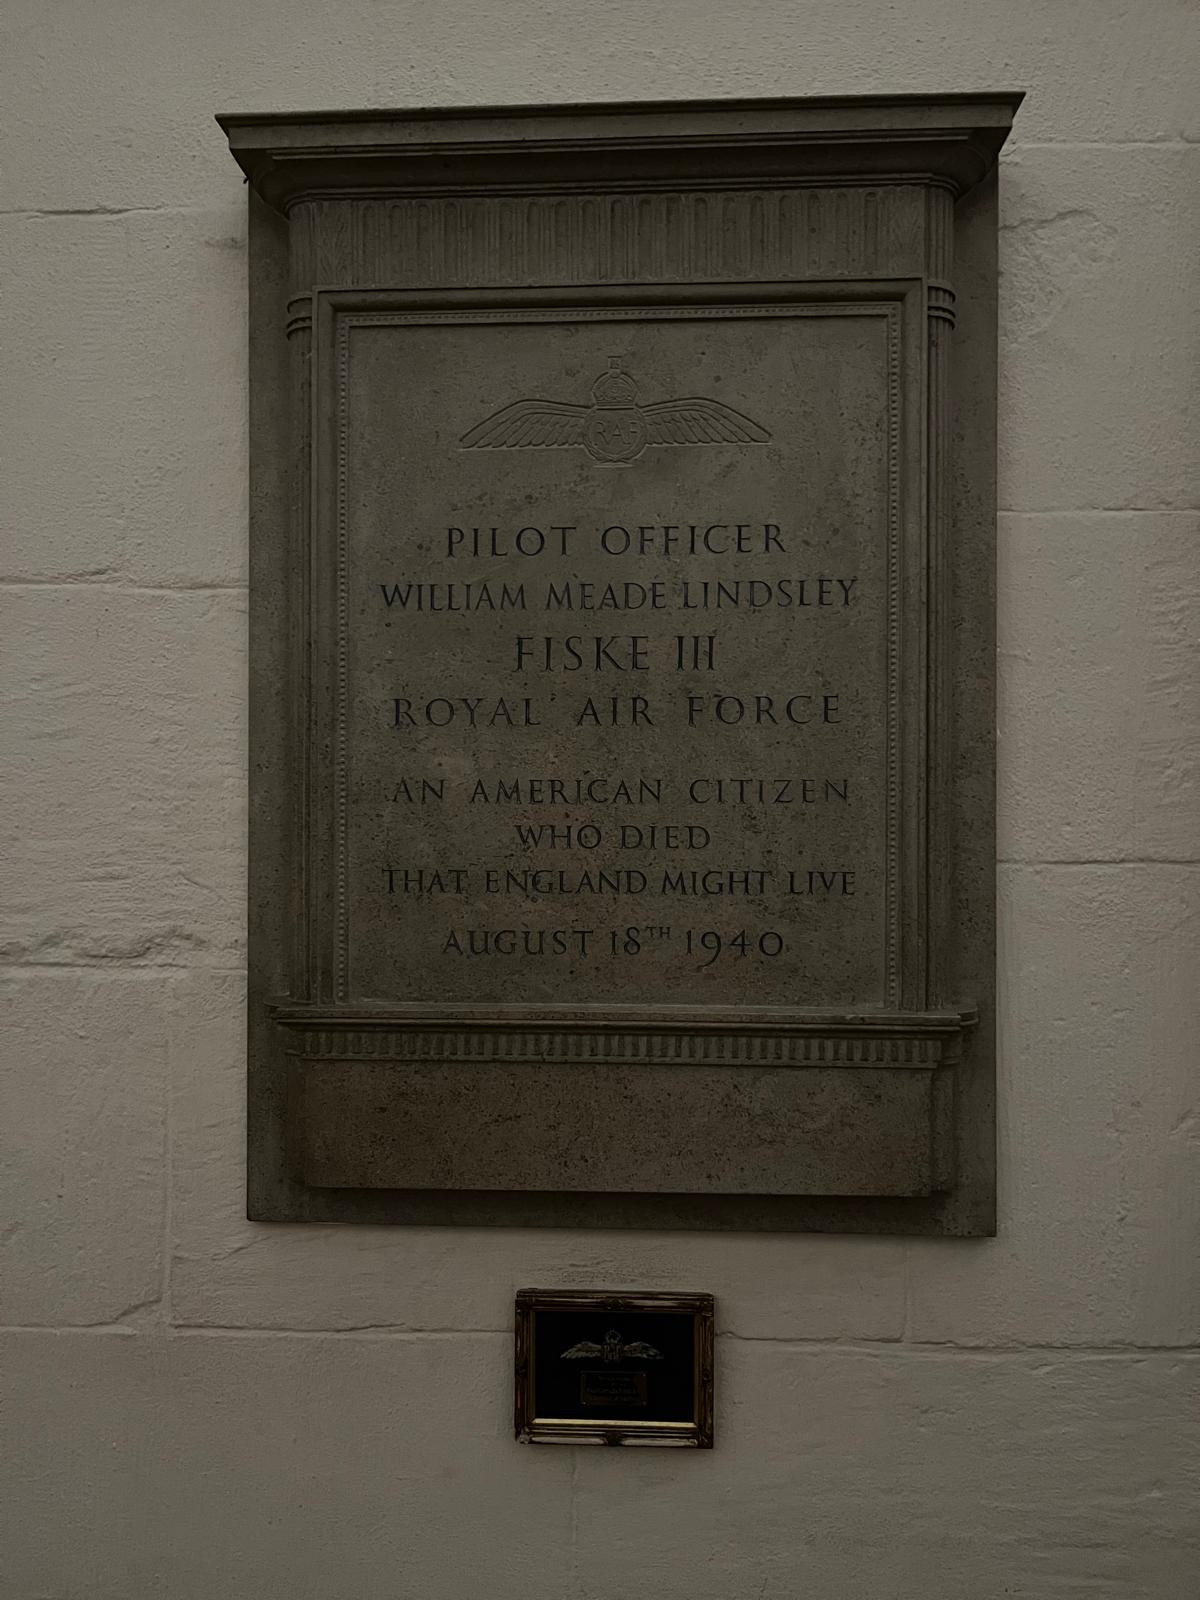 RAF
PILOT OFFICER
WILLIAM MEADE LINDSLEY
FISKE III
ROYAL AIR FORCE
AN AMERICAN CITIZEN
WHO DIED
THAT ENGLAND MIGHT LIVE
AUGUST 18TH 1940